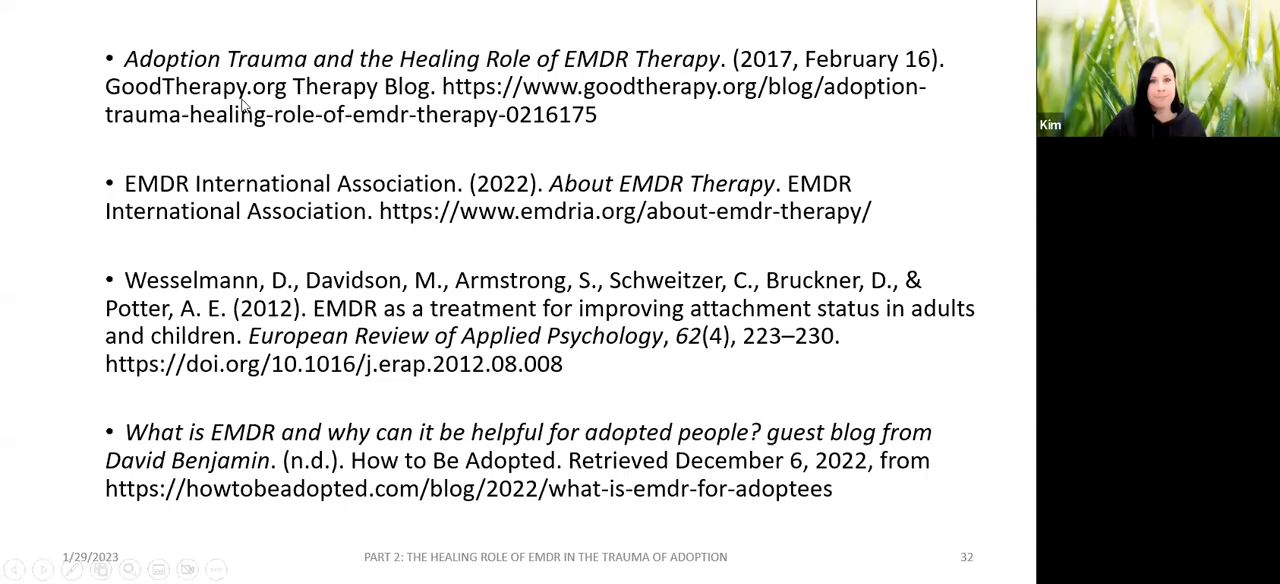 • Adoption Trauma and the Healing Role of EMDR Therapy. (2017, February 16).
GoodTherapy.org Therapy Blog. https://www.goodtherapy.org/blog/adoption-
trauma-healing-role-of-emdr-therapy-0216175
• EMDR International Association. (2022). About EMDR Therapy. EMDR
International Association. https://www.emdria.org/about-emdr-therapy/
• Wesselmann, D., Davidson, M., Armstrong, S., Schweitzer, C., Bruckner, D., &
Potter, A. E. (2012). EMDR as a treatment for improving attachment status in adults
and children. European Review of Applied Psychology, 62(4), 223–230.
https://doi.org/10.1016/j.erap.2012.08.008
• What is EMDR and why can it be helpful for adopted people? guest blog from
David Benjamin. (n.d.). How to Be Adopted. Retrieved December 6, 2022, from
https://howtobeadopted.com/blog/2022/what-is-emdr-for-adoptees
1/29/2023
PART 2: THE HEALING ROLE OF EMDR IN THE TRAUMA OF ADOPTION
32
Kim